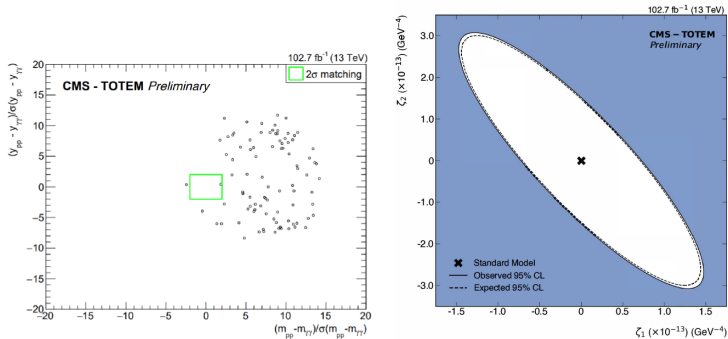 102.7 fb⁻¹ (13 TeV)
CMS - TOTEM Preliminary
2σ matching
(y_pp - y_γγ)/σ(y_pp - y_γγ)
20
15
10
5
0
−5
−10
−15
−20
−20 −15 −10 −5 0 5 10 15 20
(m_pp-m_γγ)/σ(m_pp-m_γγ)
102.7 fb⁻¹ (13 TeV)
CMS − TOTEM
Preliminary
ζ₂ (×10⁻¹³) (GeV⁻⁴)
3.0
2.0
1.0
0
-1.0
-2.0
-3.0
Standard Model
Observed 95% CL
Expected 95% CL
-1.5 -1.0 -0.5 0 0.5 1.0 1.5
ζ₁ (×10⁻¹³) (GeV⁻⁴)